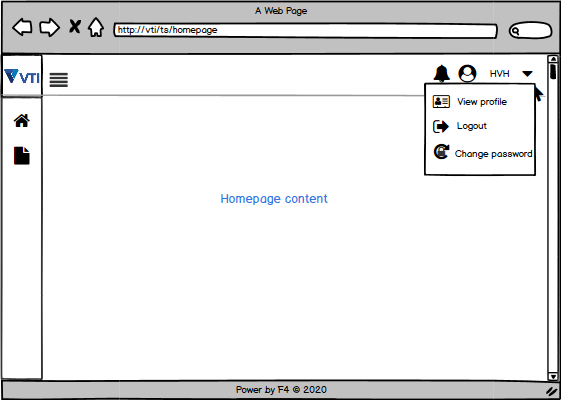 A Web Page
http://vti/ts/homepage
VTI
HVH
View profile
Logout
Change password
Homepage content
Power by F4 © 2020